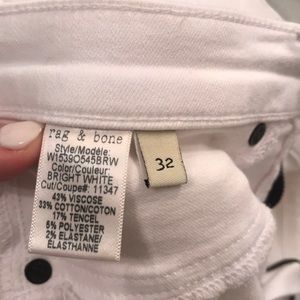 rag & bone
Style/Modèle:
W1539O545BRW
Color/Couleur:
BRIGHT WHITE
Cut/Coupe#: 11347
43% VISCOSE
33% COTTON/COTON
17% TENCEL
5% POLYESTER
2% ELASTANE/
ELASTHANNE
32